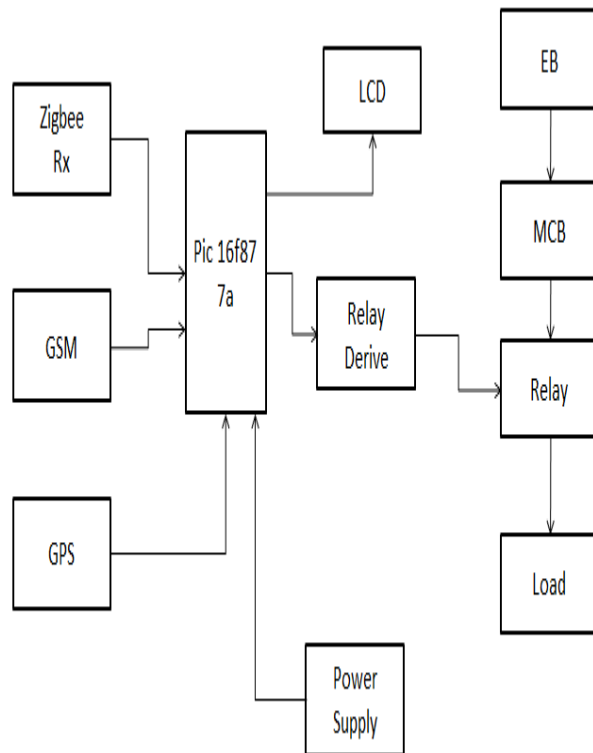 Zigbee
Rx
LCD
EB
Pic 16f87
7a
MCB
GSM
Relay
Derive
Relay
GPS
Load
Power
Supply